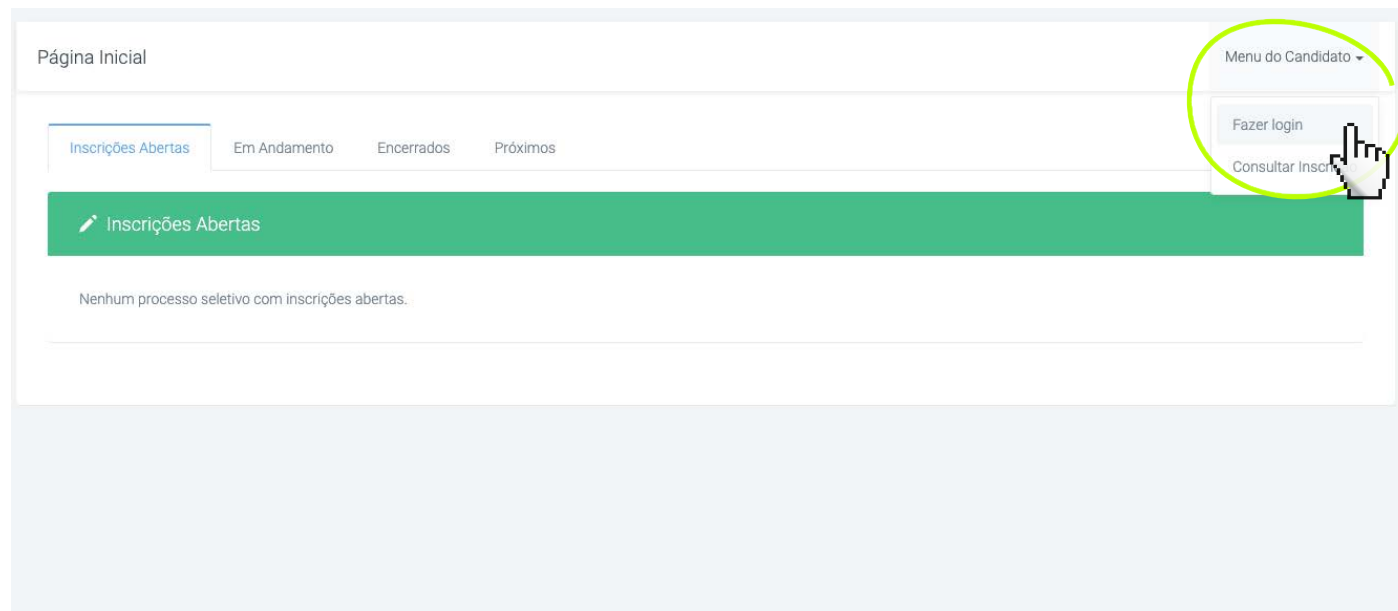 Página Inicial
Menu do Candidato
Fazer login
Consultar
Inscrições Abertas
Em Andamento
Encerrados
Próximos
Inscrições Abertas
Nenhum processo seletivo com inscrições abertas.